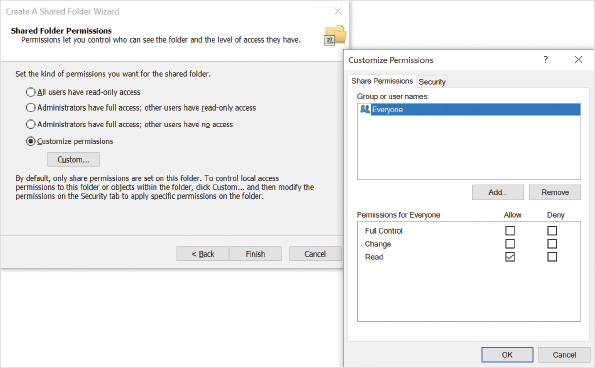 Create A Shared Folder Wizard
Shared Folder Permissions
Permissions let you control who can see the folder and the level of access they have.
Set the kind of permissions you want for the shared folder.
All users have read-only access
Administrators have full access; other users have read-only access
Administrators have full access; other users have no access
Customize permissions
Custom...
By default, only share permissions are set on this folder. To control local access
permissions to this folder or objects within the folder, click Custom... and then modify the
permissions on the Security tab to apply specific permissions on the folder.
< Back
Finish
Cancel
Customize Permissions
?
Share Permissions
Security
Group or user names:
Everyone
Add...
Remove
Permissions for Everyone
Allow
Deny
Full Control
Change
Read
OK
Cancel